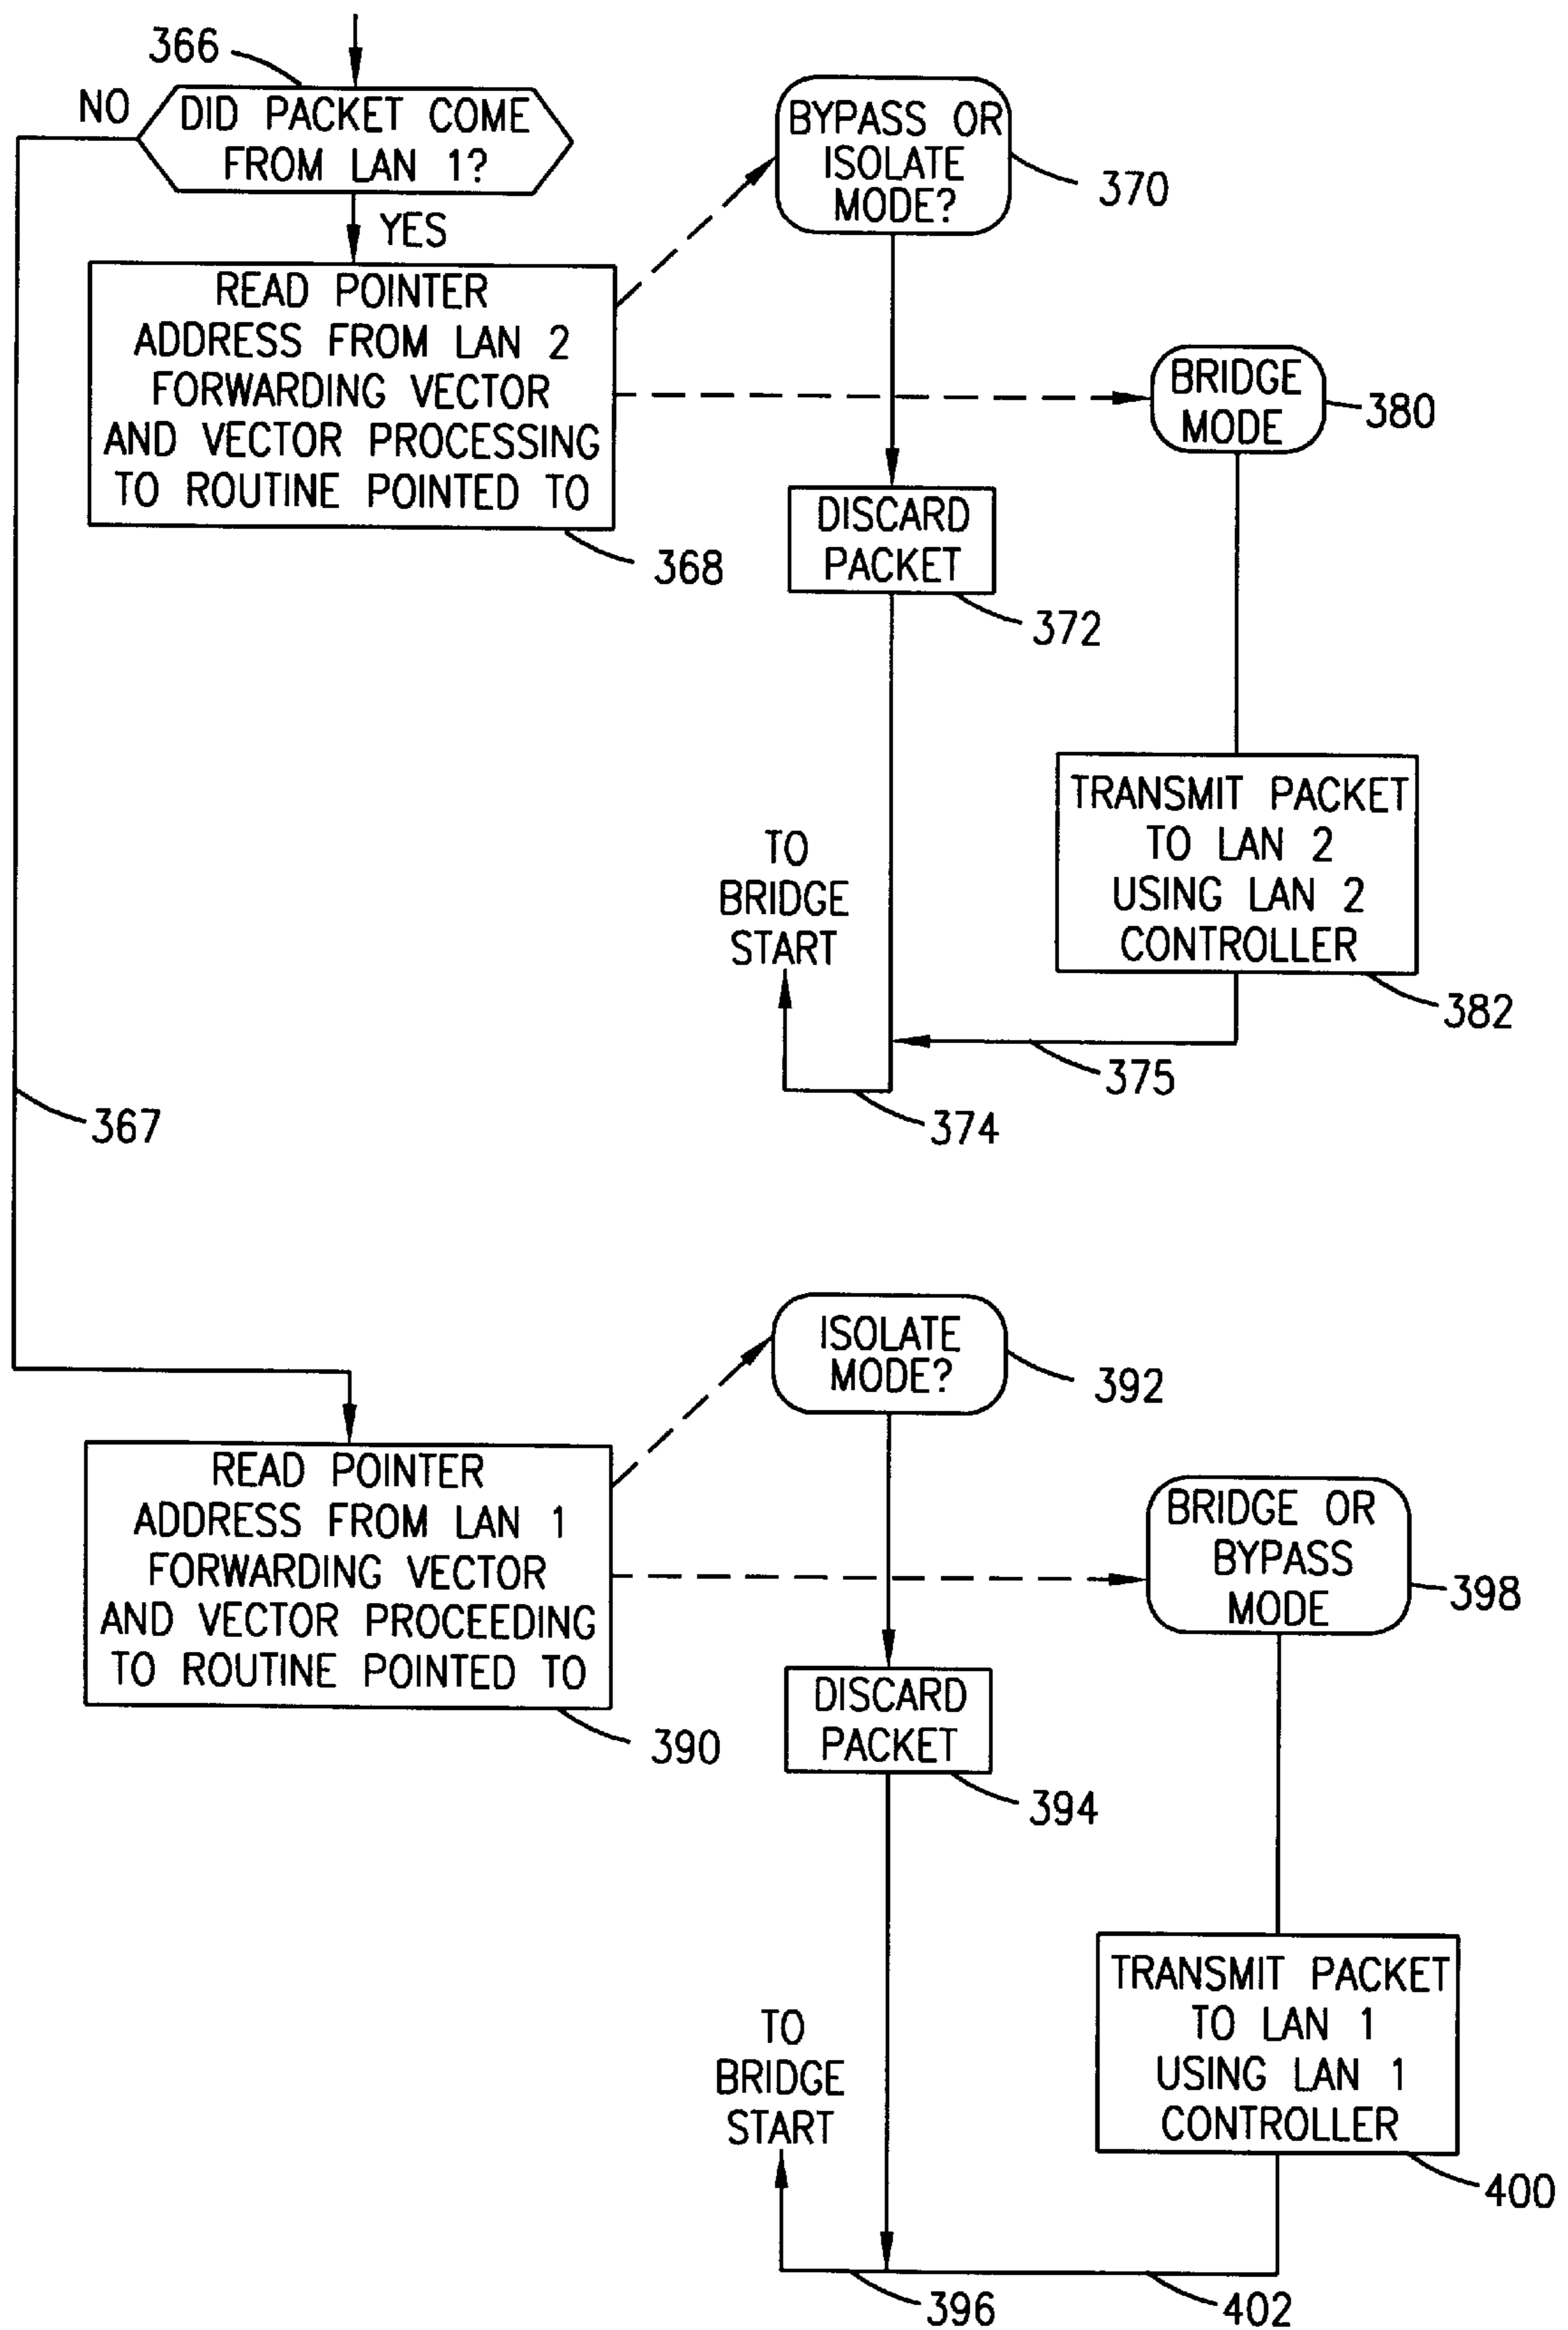 366
NO
DID PACKET COME
FROM LAN 1?
YES
READ POINTER
ADDRESS FROM LAN 2
FORWARDING VECTOR
AND VECTOR PROCESSING
TO ROUTINE POINTED TO
368
BYPASS OR
ISOLATE
MODE?
370
BRIDGE
MODE
380
DISCARD
PACKET
372
TRANSMIT PACKET
TO LAN 2
USING LAN 2
CONTROLLER
382
TO
BRIDGE
START
375
374
367
ISOLATE
MODE?
392
READ POINTER
ADDRESS FROM LAN 1
FORWARDING VECTOR
AND VECTOR PROCEEDING
TO ROUTINE POINTED TO
390
BRIDGE OR
BYPASS
MODE
398
DISCARD
PACKET
394
TRANSMIT PACKET
TO LAN 1
USING LAN 1
CONTROLLER
400
TO
BRIDGE
START
396
402